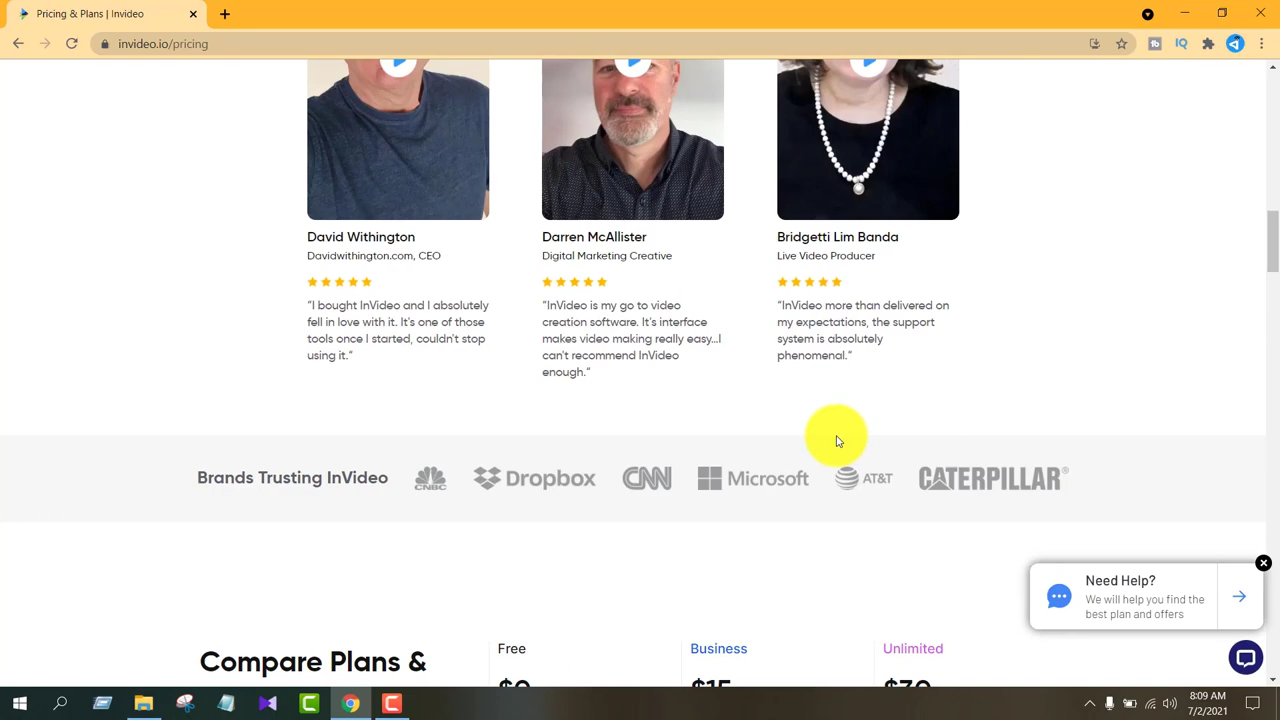 Pricing & Plans | Invideo
invideo.io/pricing
David Withington
Davidwithington.com, CEO
“I bought InVideo and I absolutely
fell in love with it. It's one of those
tools once I started, couldn't stop
using it.”
Darren McAllister
Digital Marketing Creative
“InVideo is my go to video
creation software. It's interface
makes video making really easy...I
can't recommend InVideo
enough.”
Bridgetti Lim Banda
Live Video Producer
“InVideo more than delivered on
my expectations, the support
system is absolutely
phenomenal.”
Brands Trusting InVideo
CNBC
Dropbox
CNN
Microsoft
AT&T
CATERPILLAR®
Need Help?
We will help you find the
best plan and offers
Compare Plans &
Free
Business
Unlimited
$0
$15
$30
8:09 AM
7/2/2021